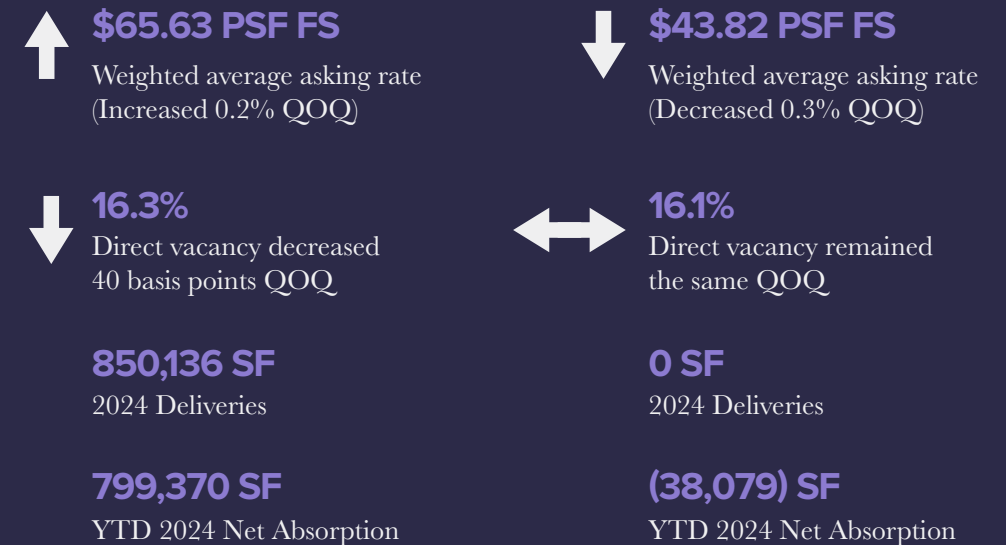 $65.63 PSF FS
Weighted average asking rate
(Increased 0.2% QOQ)
16.3%
Direct vacancy decreased
40 basis points QOQ
850,136 SF
2024 Deliveries
799,370 SF
YTD 2024 Net Absorption
$43.82 PSF FS
Weighted average asking rate
(Decreased 0.3% QOQ)
16.1%
Direct vacancy remained
the same QOQ
0 SF
2024 Deliveries
(38,079) SF
YTD 2024 Net Absorption